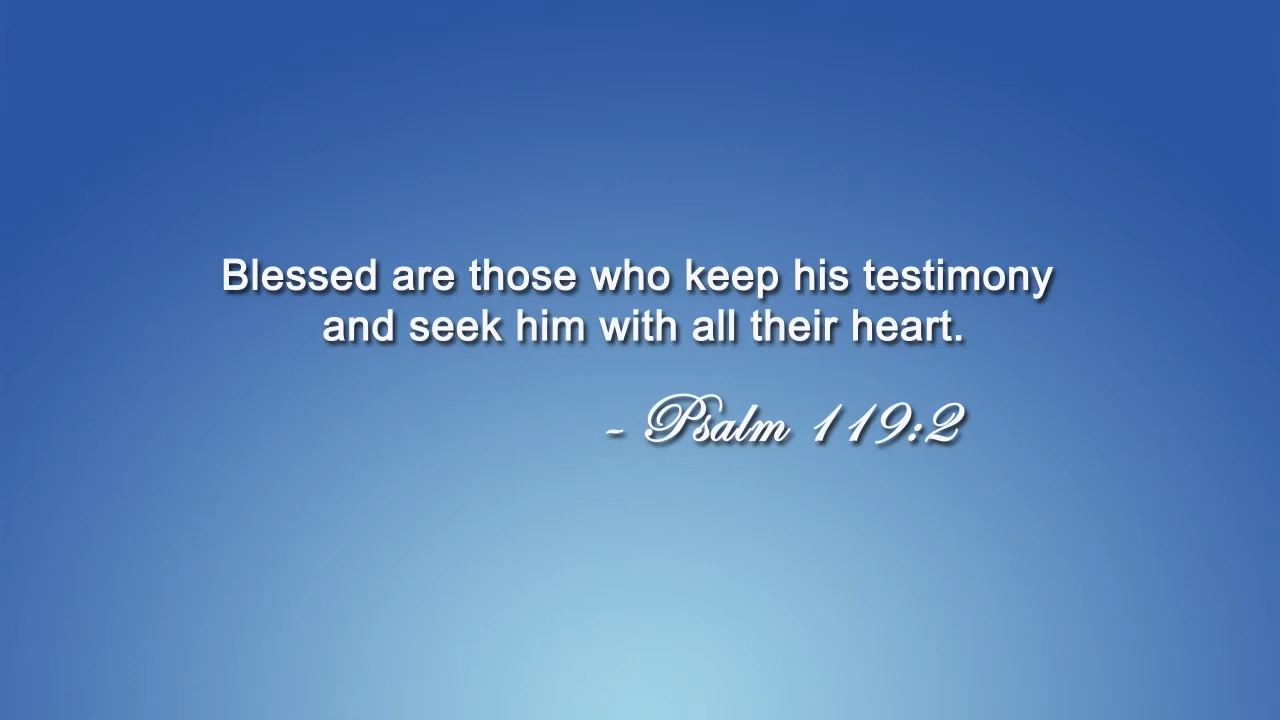 Blessed are those who keep his testimony
and seek him with all their heart.
- Psalm 119:2